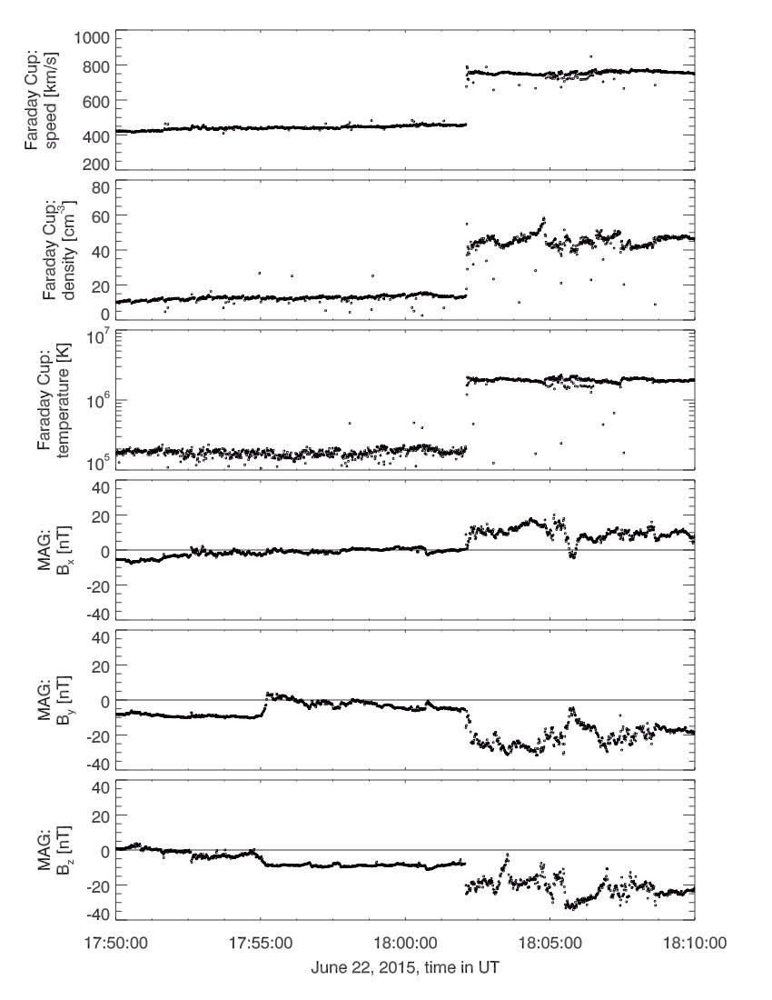 1000
800
600
400
200
Faraday Cup:
speed [km/s]
80
60
40
20
0
Faraday Cup:
density [cm⁻³]
10⁷
10⁶
10⁵
Faraday Cup:
temperature [K]
40
20
0
-20
-40
MAG:
Bₓ [nT]
40
20
0
-20
-40
MAG:
By [nT]
40
20
0
-20
-40
MAG:
Bz [nT]
17:50:00 17:55:00 18:00:00 18:05:00 18:10:00
June 22, 2015, time in UT